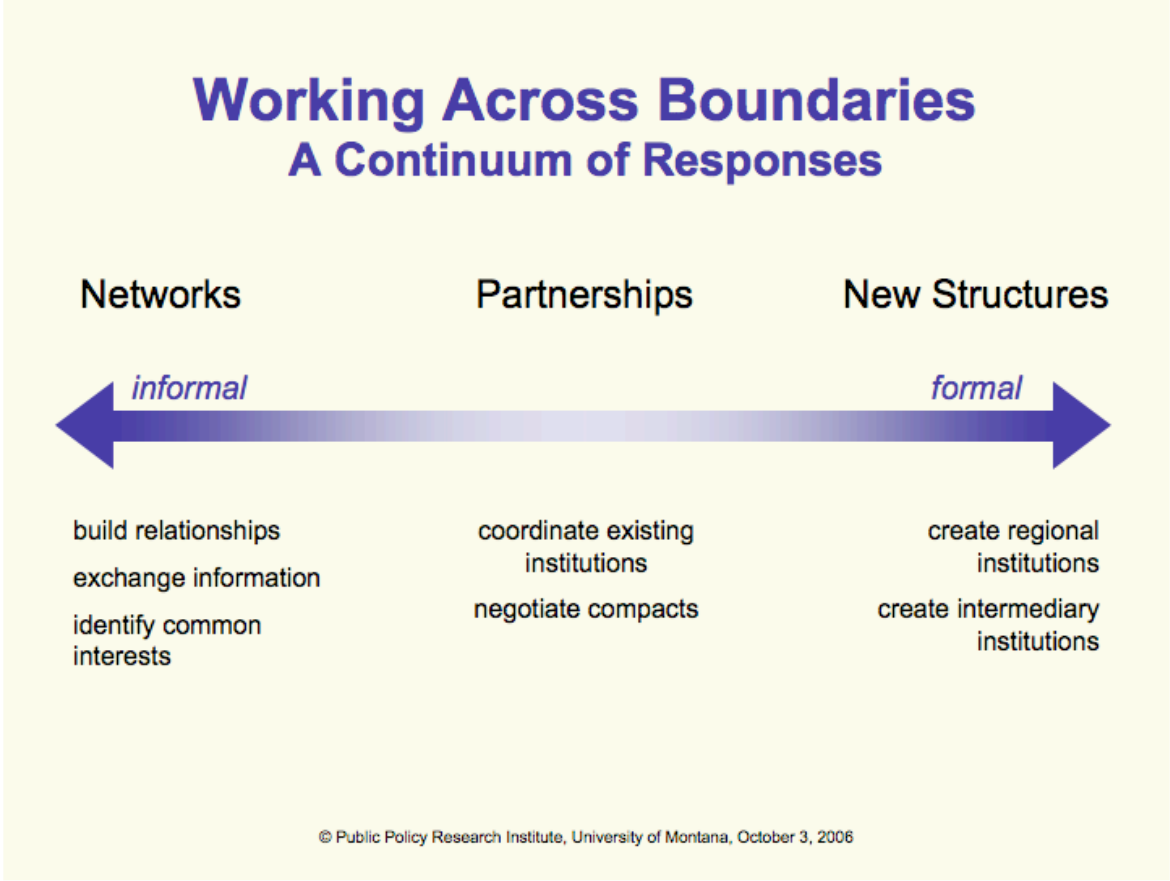 Working Across Boundaries
A Continuum of Responses
Networks
Partnerships
New Structures
informal
formal
build relationships
exchange information
identify common
interests
coordinate existing
institutions
negotiate compacts
create regional
institutions
create intermediary
institutions
© Public Policy Research Institute, University of Montana, October 3, 2006